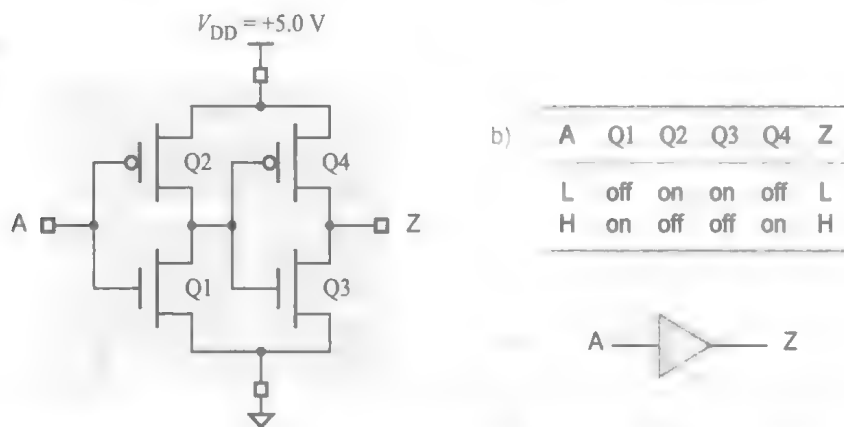 V_DD = +5.0 V
Q2
Q4
A
Z
Q1
Q3
b)
A Q1 Q2 Q3 Q4 Z
L off on on off L
H on off off on H
A
Z